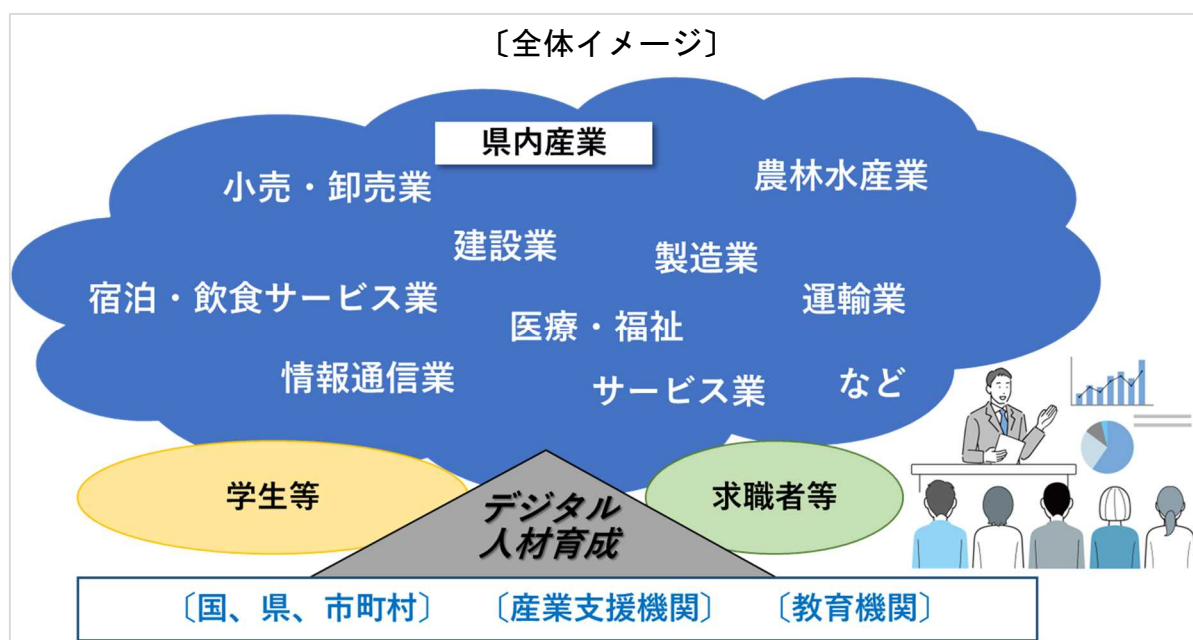 〔全体イメージ〕
県内産業
小売・卸売業
農林水産業
建設業
製造業
宿泊・飲食サービス業
運輸業
医療・福祉
情報通信業
サービス業
など
学生等
デジタル
人材育成
求職者等
〔国、県、市町村〕 〔産業支援機関〕 〔教育機関〕